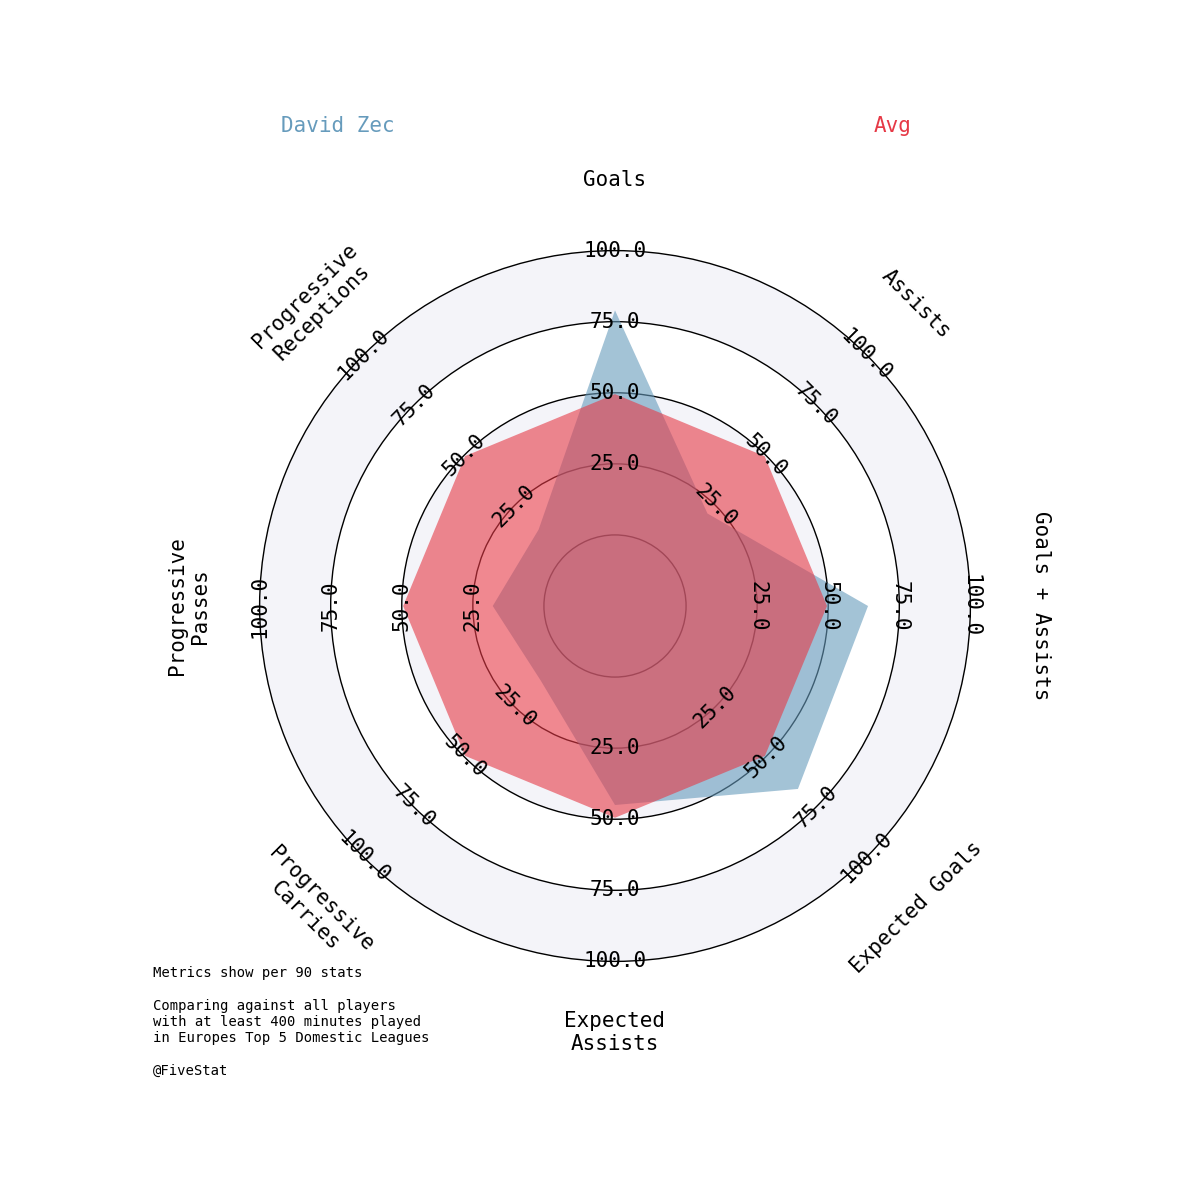 David Zec
Avg
Goals
Assists
Goals + Assists
Expected Goals
Expected
Assists
Progressive
Carries
Progressive
Passes
Progressive
Receptions
100.0
75.0
50.0
25.0
100.0
75.0
50.0
25.0
100.0
75.0
50.0
25.0
100.0
75.0
50.0
25.0
100.0
75.0
50.0
25.0
100.0
75.0
50.0
25.0
100.0
75.0
50.0
25.0
100.0
75.0
50.0
25.0
Metrics show per 90 stats
Comparing against all players
with at least 400 minutes played
in Europes Top 5 Domestic Leagues
@FiveStat